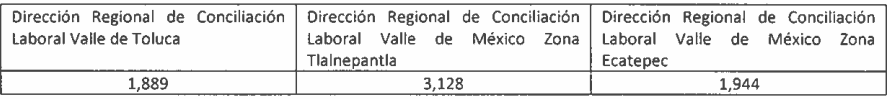 Dirección Regional de Conciliación Laboral Valle de Toluca
Dirección Regional de Conciliación Laboral Valle de México Zona Tlalnepantla
Dirección Regional de Conciliación Laboral Valle de México Zona Ecatepec
1,889
3,128
1,944